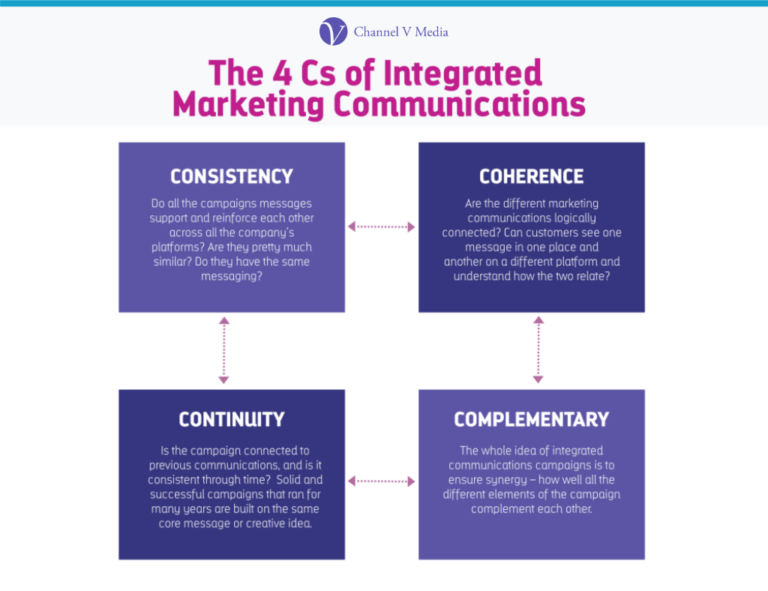 Channel V Media
The 4 Cs of Integrated
Marketing Communications
CONSISTENCY
Do all the campaigns messages
support and reinforce each other
across all the company's
platforms? Are they pretty much
similar? Do they have the same
messaging?
COHERENCE
Are the different marketing
communications logically
connected? Can customers see one
message in one place and
another on a different platform and
understand how the two relate?
CONTINUITY
Is the campaign connected to
previous communications, and is it
consistent through time? Solid and
successful campaigns that ran for
many years are built on the same
core message or creative idea.
COMPLEMENTARY
The whole idea of integrated
communications campaigns is to
ensure synergy – how well all the
different elements of the campaign
complement each other.